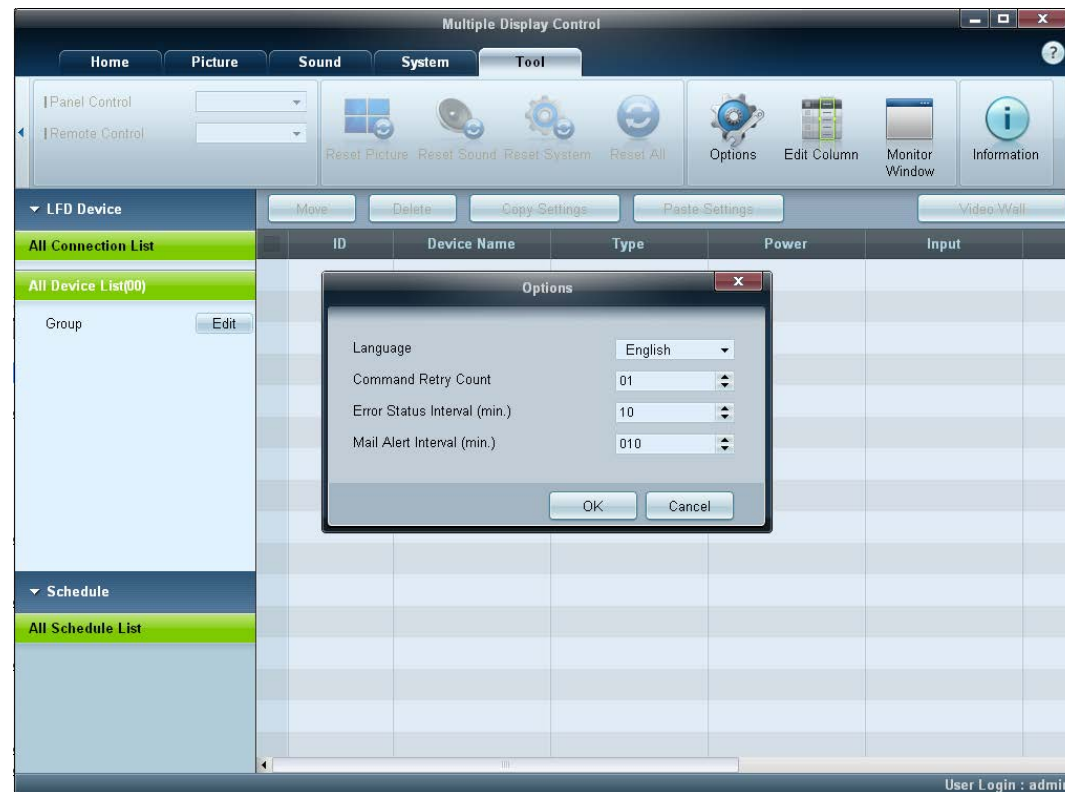 Multiple Display Control
Home Picture Sound System Tool
Panel Control
Remote Control
Reset Picture Reset Sound Reset System Reset All Options Edit Column Monitor Window Information
LFD Device
Move Delete Copy Settings Paste Settings Video Wall
All Connection List
ID Device Name Type Power Input
All Device List(00)
Group Edit
Options
Language English
Command Retry Count 01
Error Status Interval (min.) 10
Mail Alert Interval (min.) 010
OK Cancel
Schedule
All Schedule List
User Login : admin